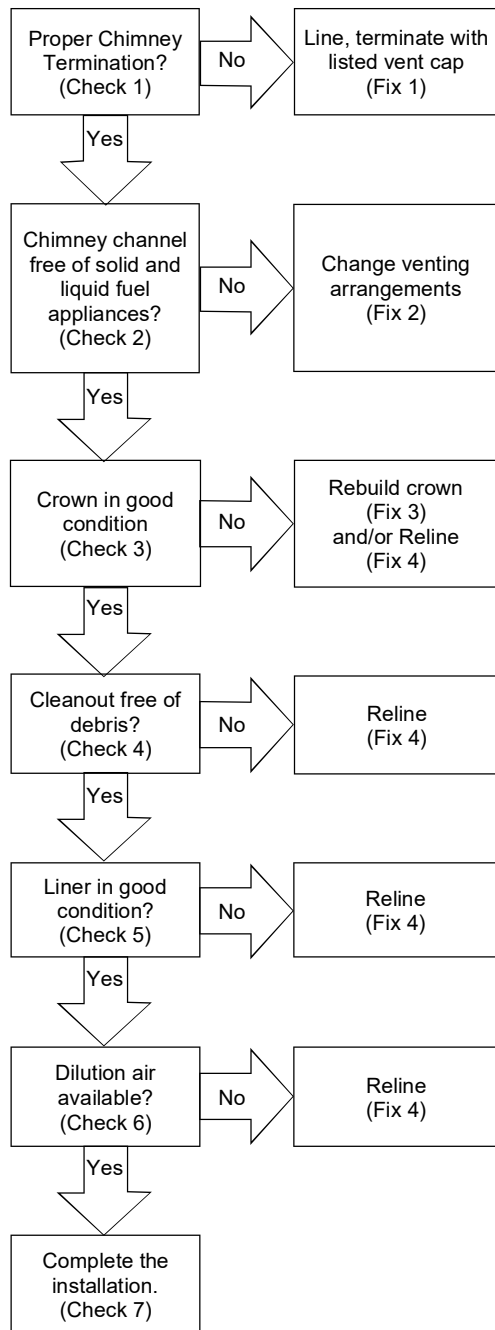 Proper Chimney
Termination?
(Check 1)
No
Line, terminate with
listed vent cap
(Fix 1)
Yes
Chimney channel
free of solid and
liquid fuel
appliances?
(Check 2)
No
Change venting
arrangements
(Fix 2)
Yes
Crown in good
condition
(Check 3)
No
Rebuild crown
(Fix 3)
and/or Reline
(Fix 4)
Yes
Cleanout free of
debris?
(Check 4)
No
Reline
(Fix 4)
Yes
Liner in good
condition?
(Check 5)
No
Reline
(Fix 4)
Yes
Dilution air
available?
(Check 6)
No
Reline
(Fix 4)
Yes
Complete the
installation.
(Check 7)